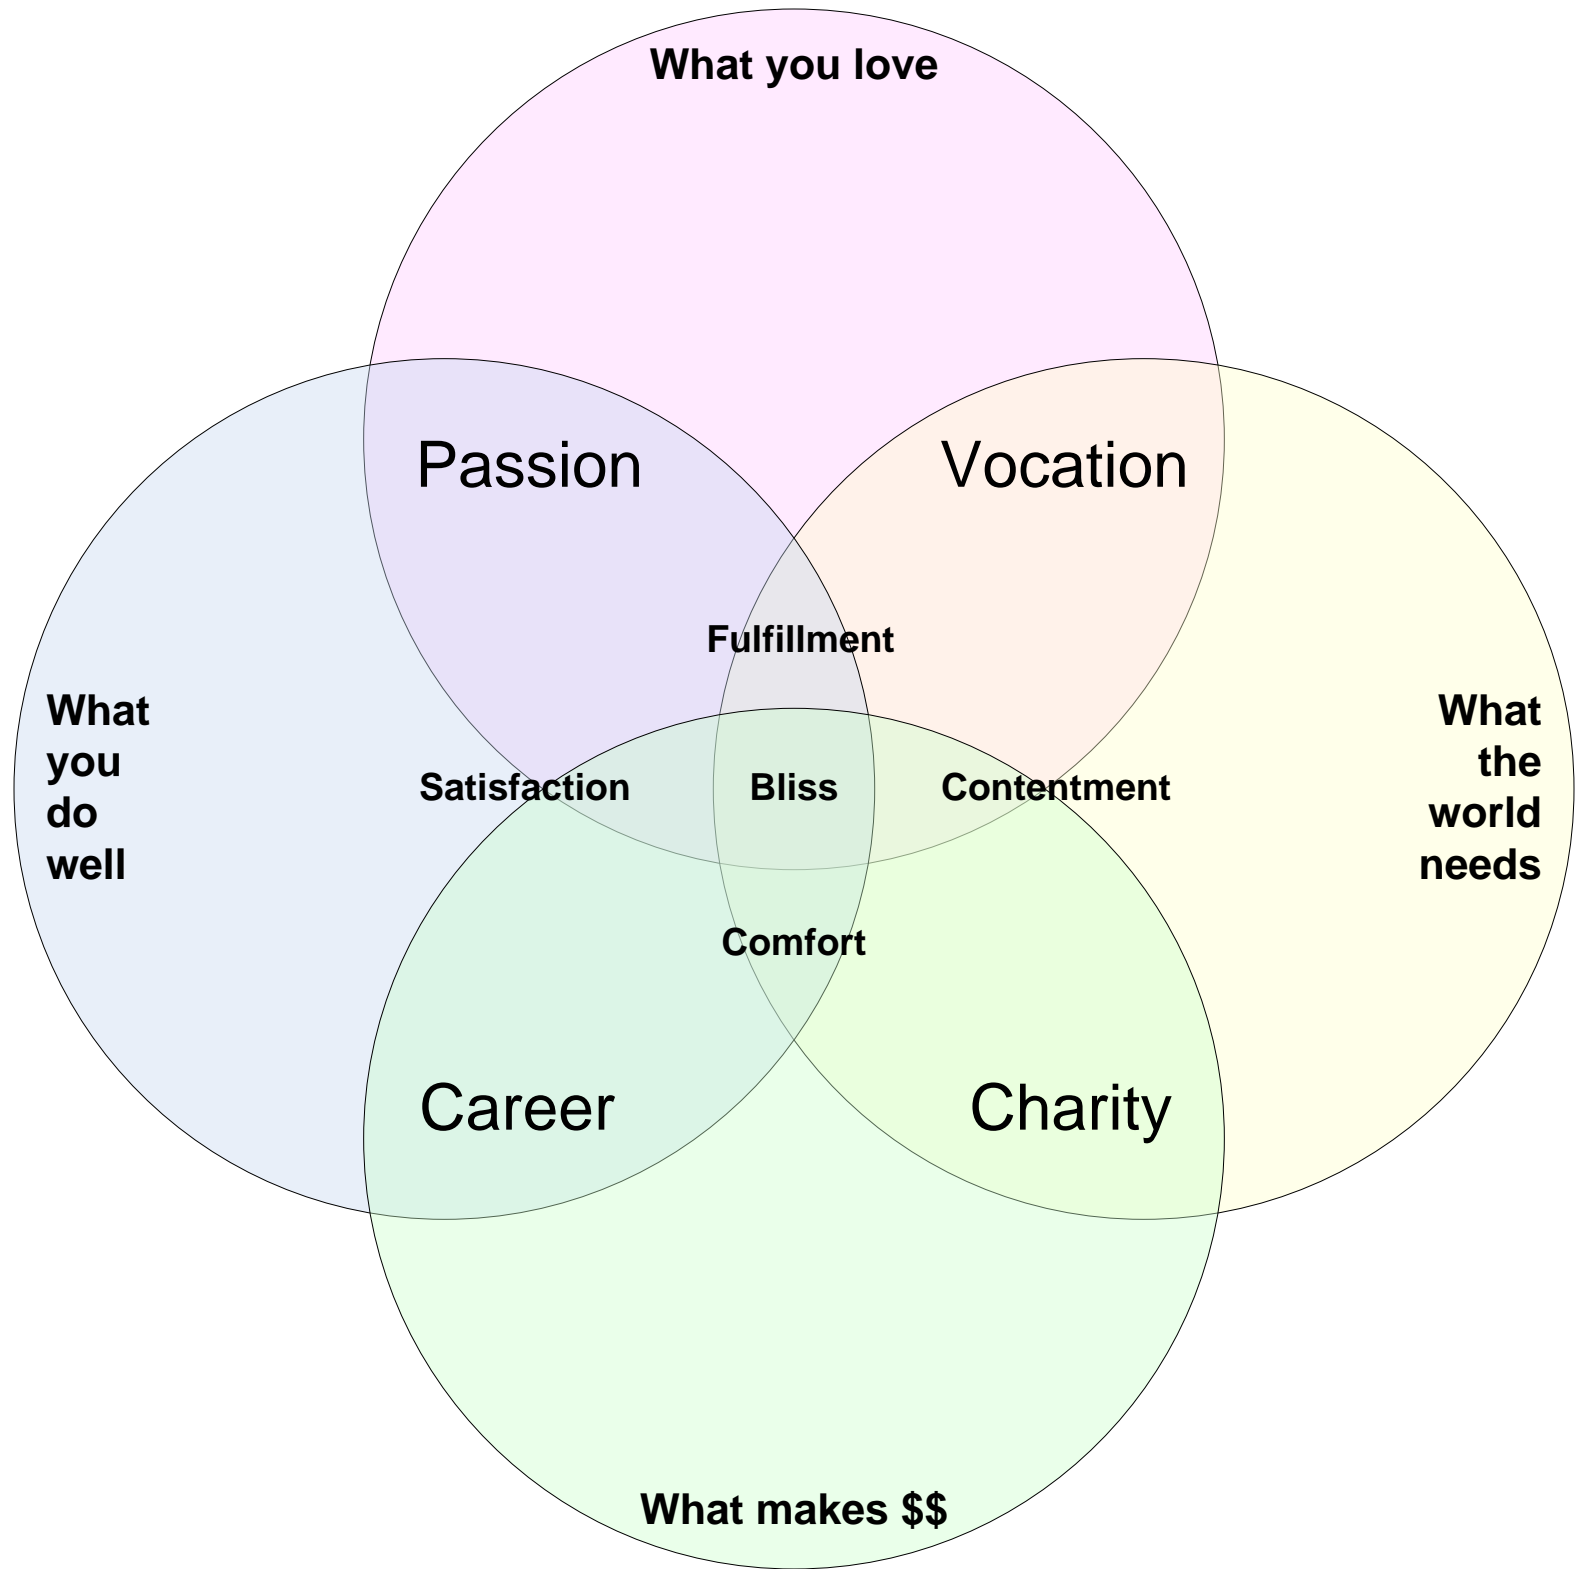 What you love
Passion
Vocation
Fulfillment
What
you
do
well
Satisfaction
Bliss
Contentment
What
the
world
needs
Comfort
Career
Charity
What makes $$